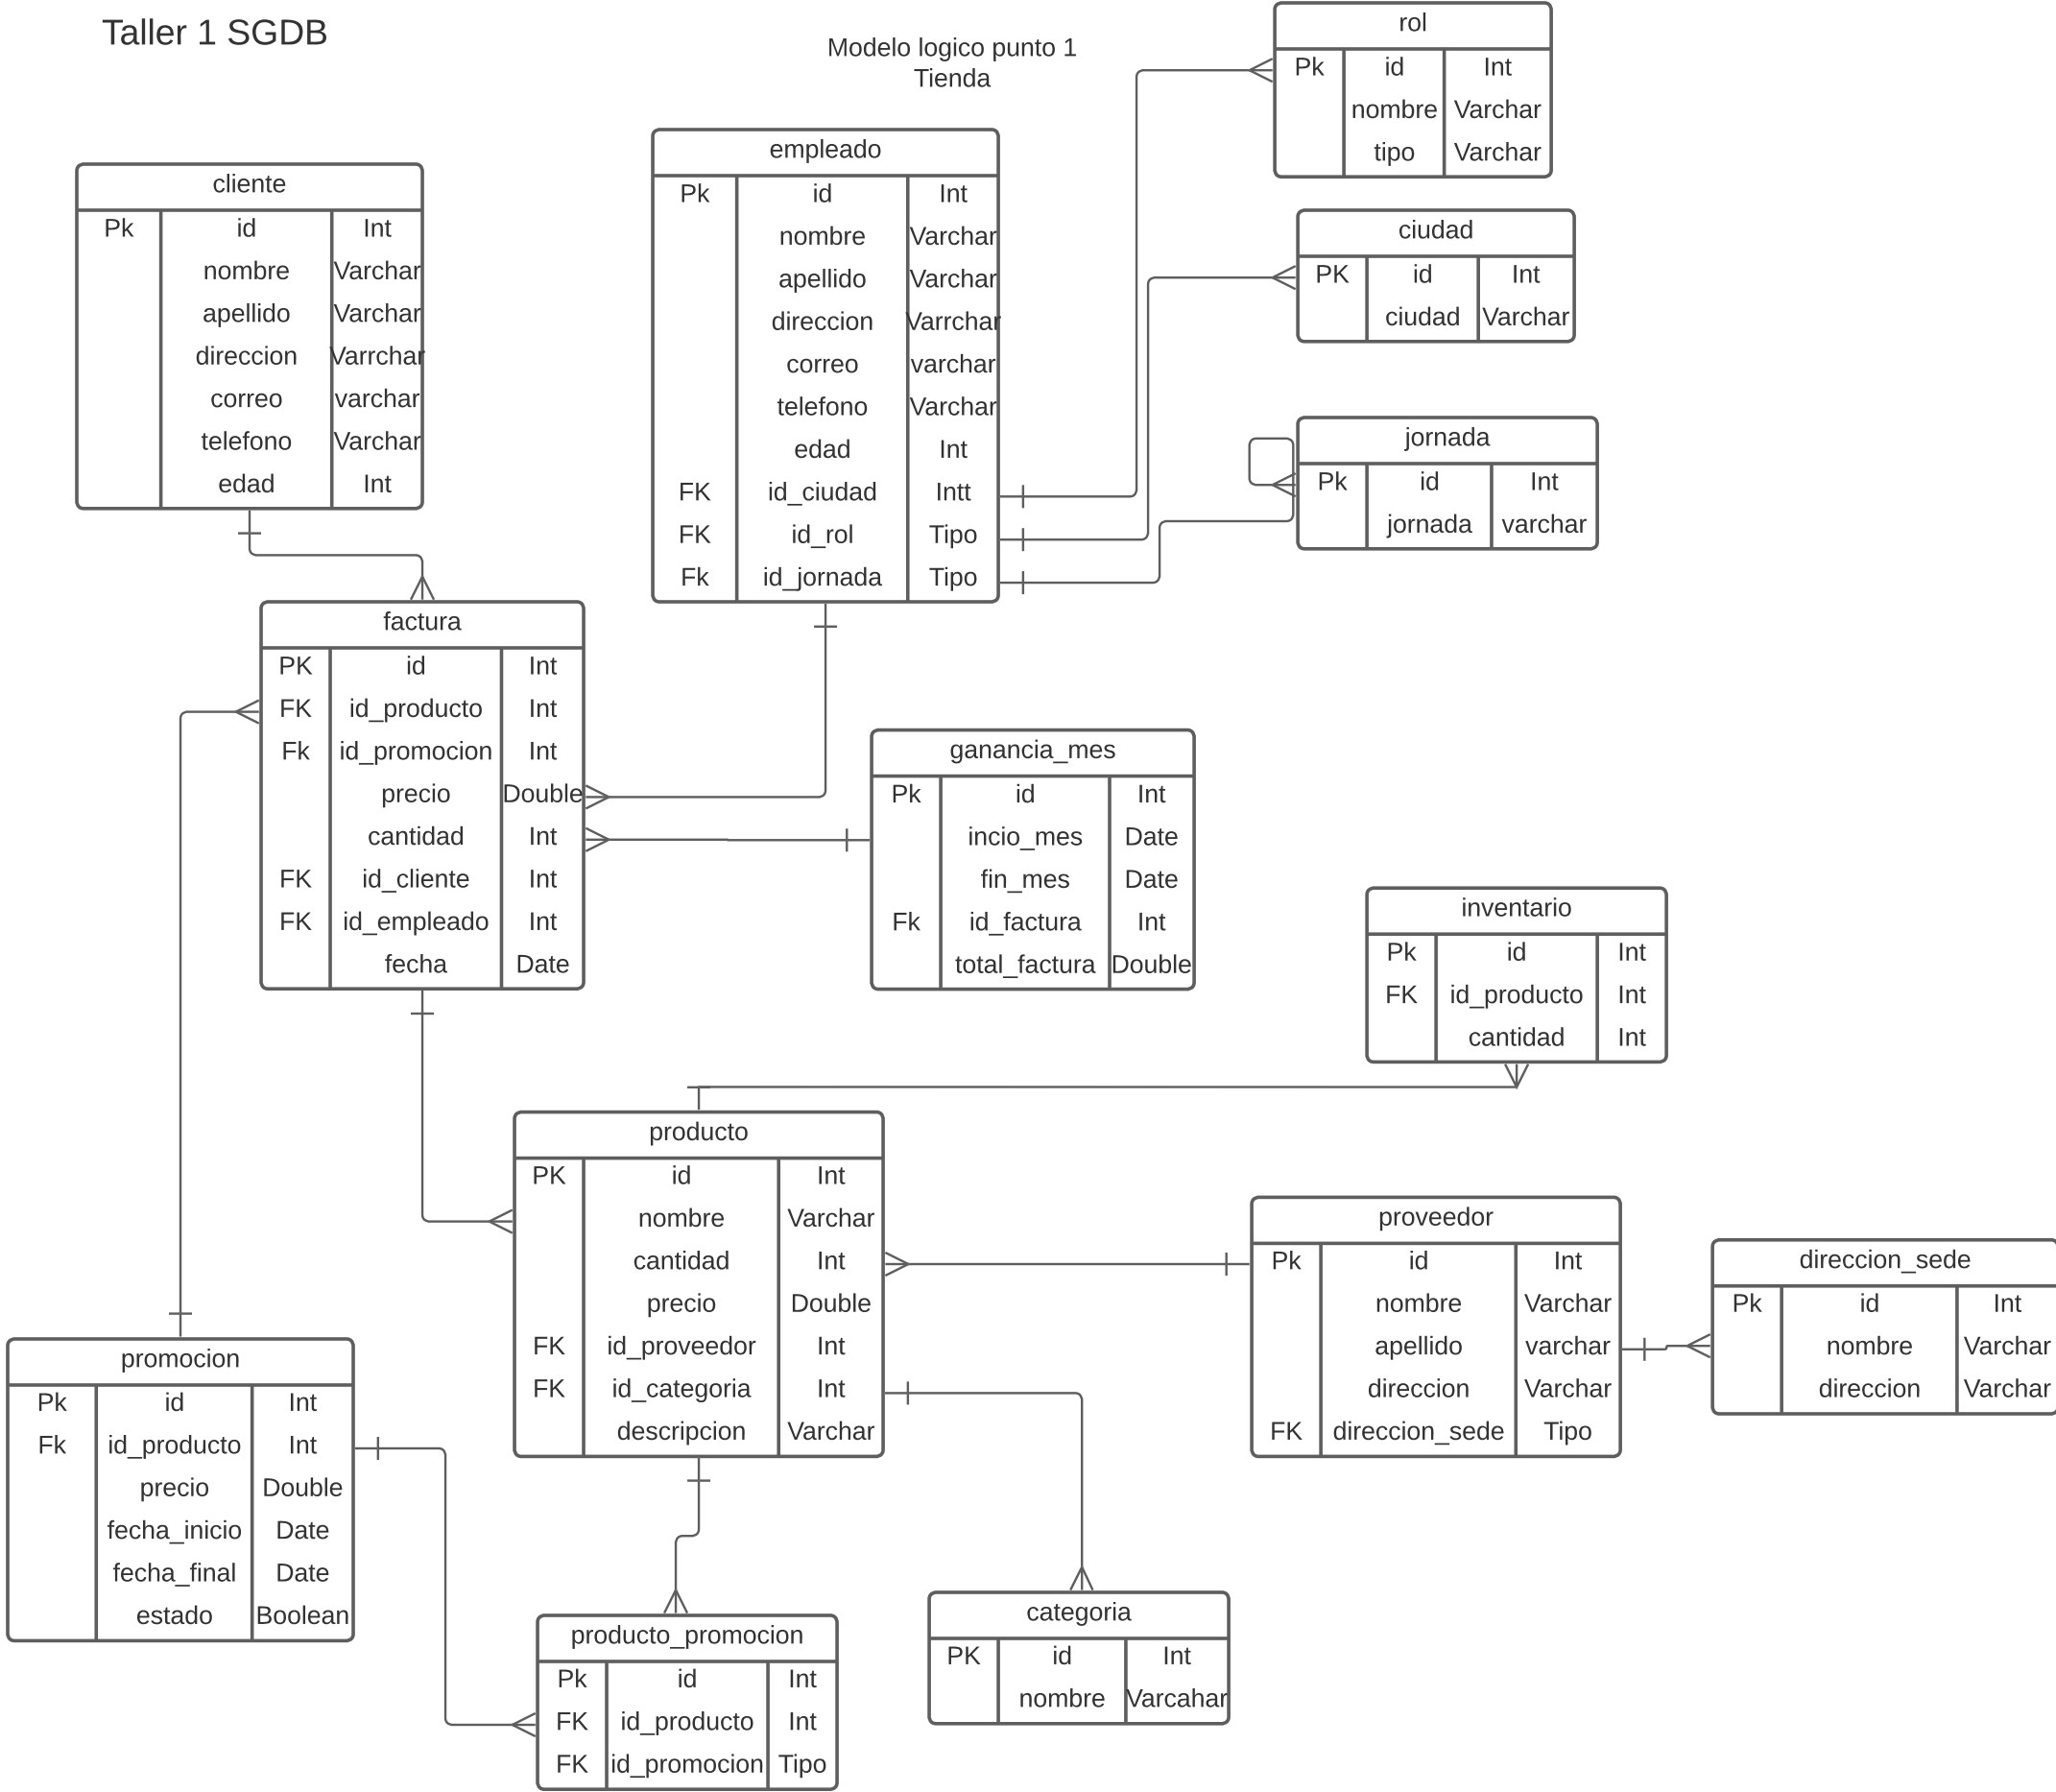 Taller 1 SGDB
Modelo logico punto 1
Tienda
rol
Pk id Int
nombre Varchar
tipo Varchar
empleado
Pk id Int
nombre Varchar
apellido Varchar
direccion Varrchar
correo varchar
telefono Varchar
edad Int
FK id_ciudad Intt
FK id_rol Tipo
Fk id_jornada Tipo
cliente
Pk id Int
nombre Varchar
apellido Varchar
direccion Varrchar
correo varchar
telefono Varchar
edad Int
ciudad
PK id Int
ciudad Varchar
jornada
Pk id Int
jornada varchar
factura
PK id Int
FK id_producto Int
Fk id_promocion Int
precio Double
cantidad Int
FK id_cliente Int
FK id_empleado Int
fecha Date
ganancia_mes
Pk id Int
incio_mes Date
fin_mes Date
Fk id_factura Int
total_factura Double
inventario
Pk id Int
FK id_producto Int
cantidad Int
producto
PK id Int
nombre Varchar
cantidad Int
precio Double
FK id_proveedor Int
FK id_categoria Int
descripcion Varchar
proveedor
Pk id Int
nombre Varchar
apellido varchar
direccion Varchar
FK direccion_sede Tipo
direccion_sede
Pk id Int
nombre Varchar
direccion Varchar
promocion
Pk id Int
Fk id_producto Int
precio Double
fecha_inicio Date
fecha_final Date
estado Boolean
producto_promocion
Pk id Int
FK id_producto Int
FK id_promocion Tipo
categoria
PK id Int
nombre Varcahar